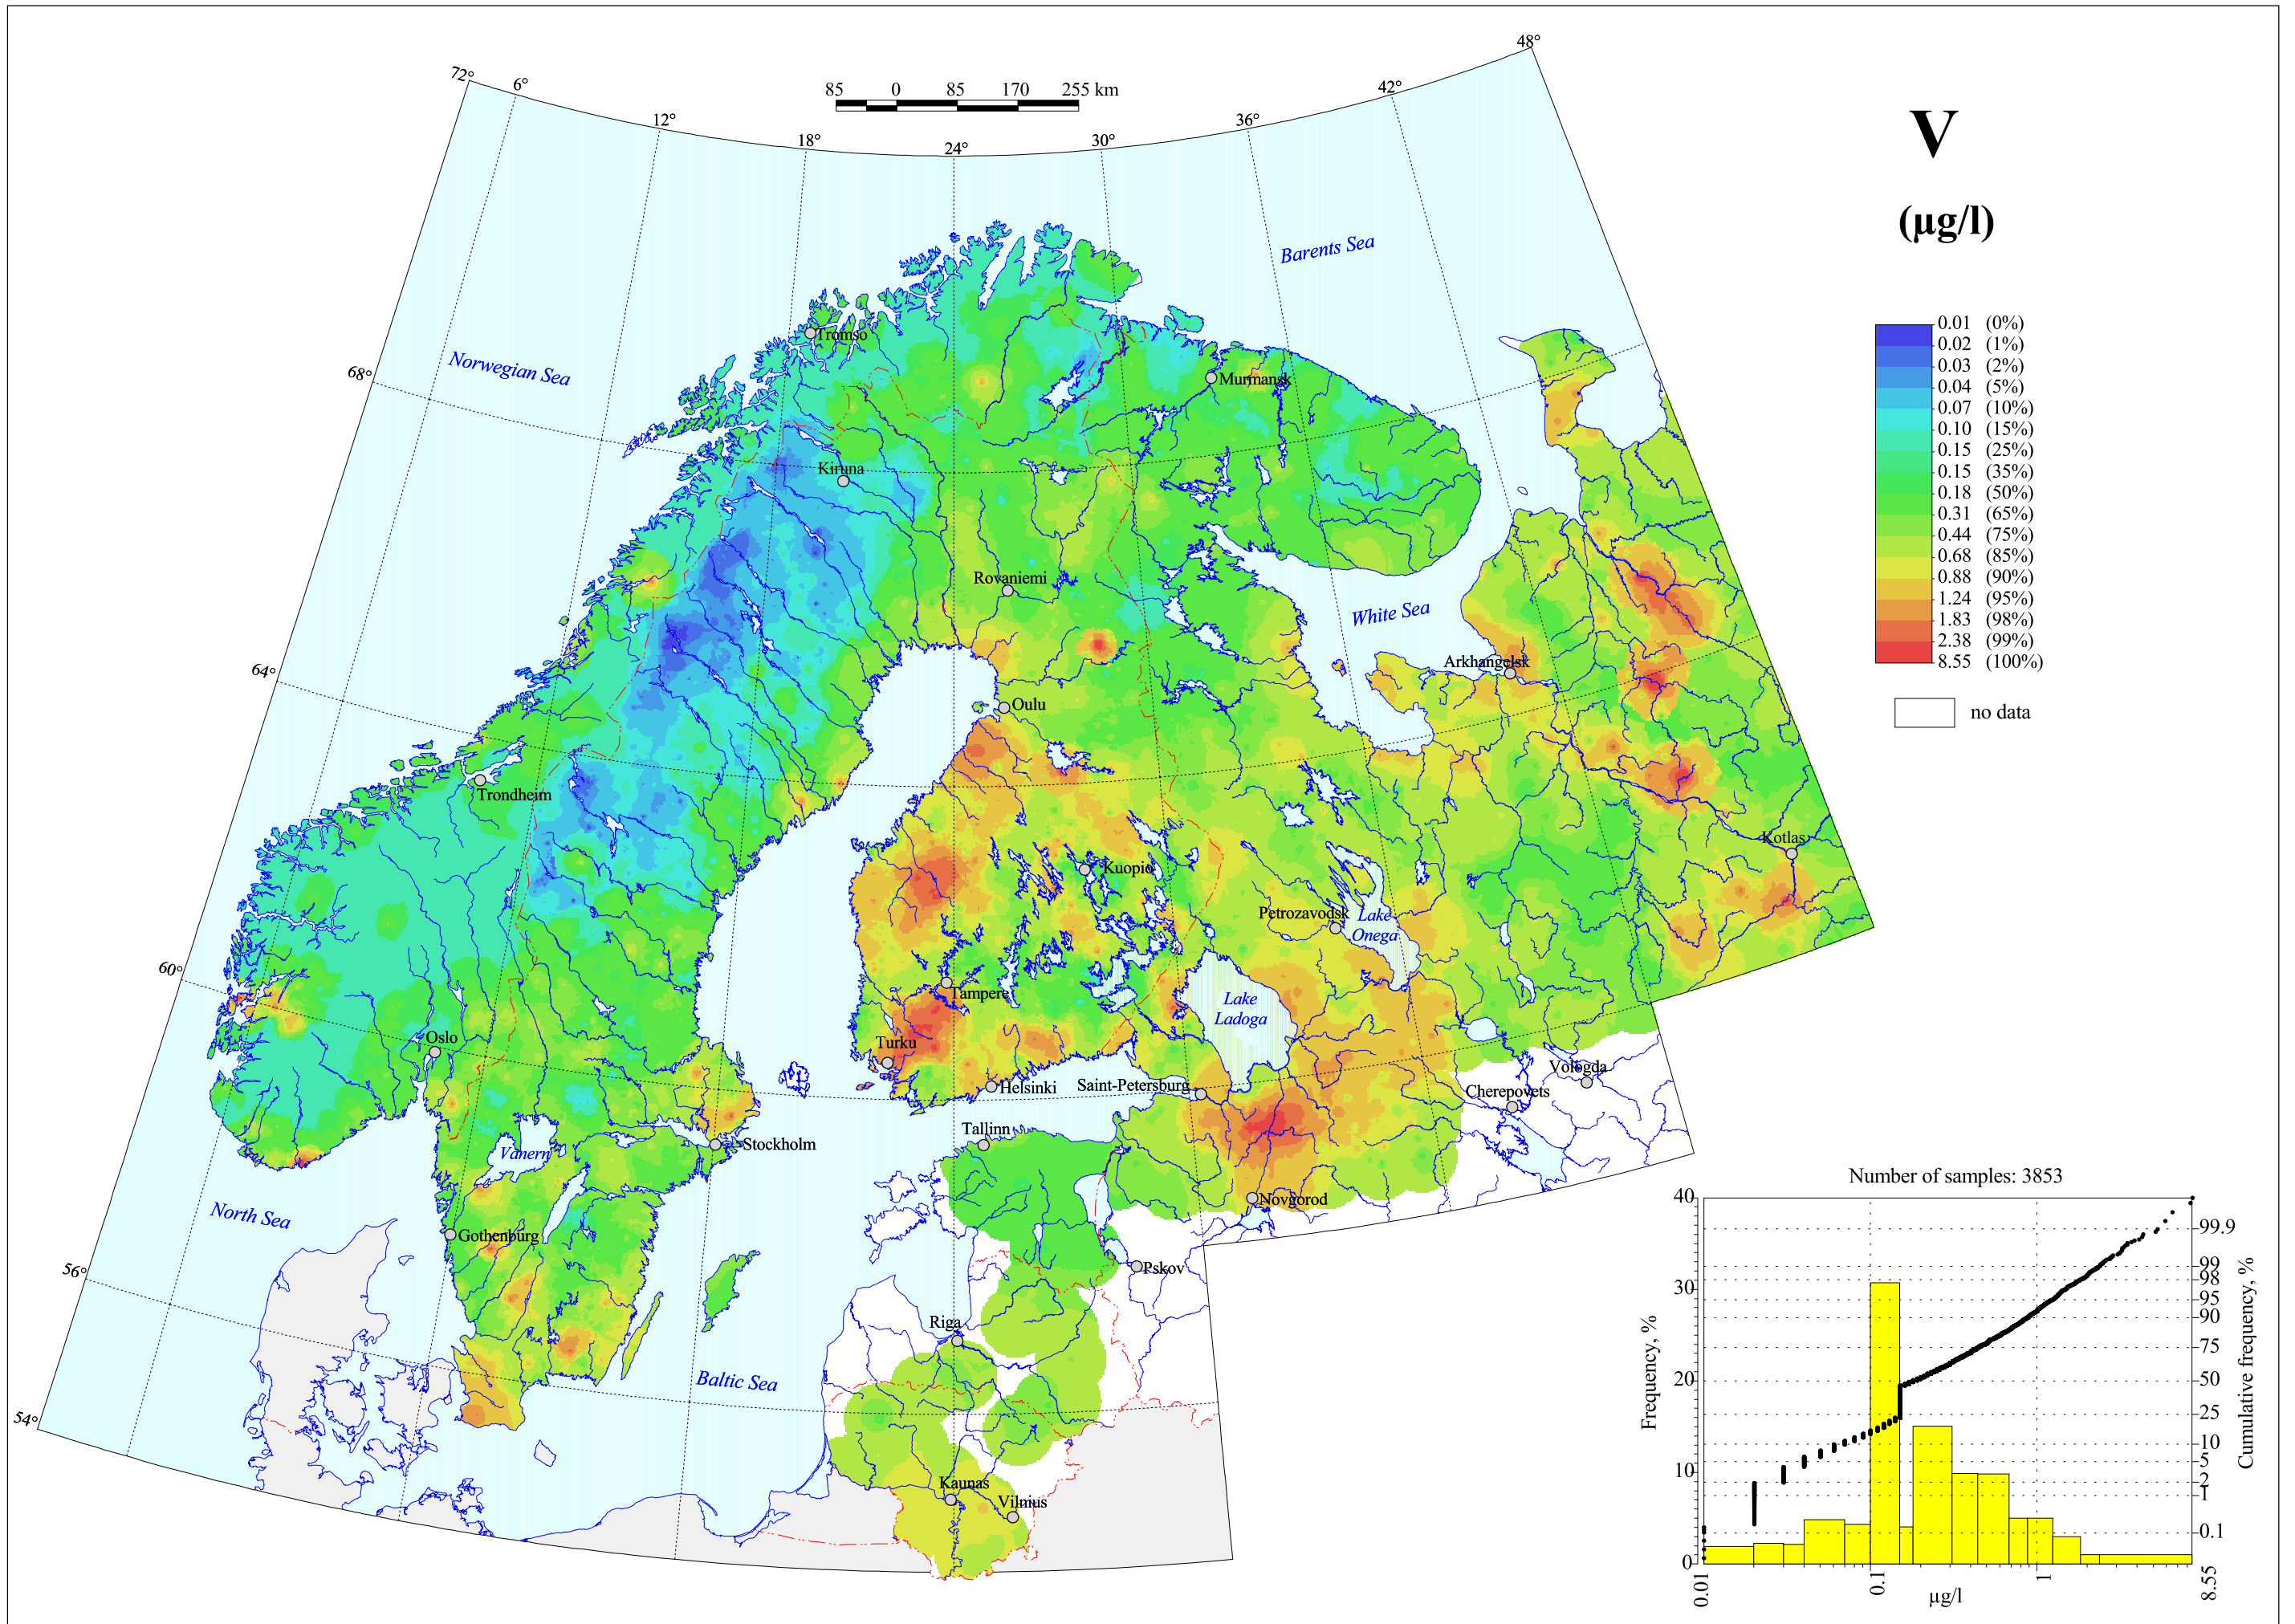 48°
72°
6°
42°
85 0 85 170 255 km
12°
36°
18°
30°
24°
V
(µg/l)
Barents Sea
Tromso
Norwegian Sea
68°
Murmansk
Kiruna
0.01 (0%)
0.02 (1%)
0.03 (2%)
0.04 (5%)
0.07 (10%)
0.10 (15%)
0.15 (25%)
0.15 (35%)
0.18 (50%)
0.31 (65%)
0.44 (75%)
0.68 (85%)
0.88 (90%)
1.24 (95%)
1.83 (98%)
2.38 (99%)
8.55 (100%)
no data
Rovaniemi
White Sea
Arkhangelsk
64°
Oulu
Trondheim
Kotlas
Kuopio
Petrozavodsk
Lake
Onega
60°
Tampere
Lake
Ladoga
Oslo
Turku
Helsinki
Saint-Petersburg
Vologda
Cherepovets
Stockholm
Tallinn
Vanern
Novgorod
North Sea
Gothenburg
Pskov
56°
Riga
Baltic Sea
54°
Kaunas
Vilnius
Number of samples: 3853
40
30
20
10
0
Frequency, %
99.9
99
98
95
90
75
50
25
10
5
2
1
0.1
Cumulative frequency, %
0.01
0.1
1
8.55
µg/l